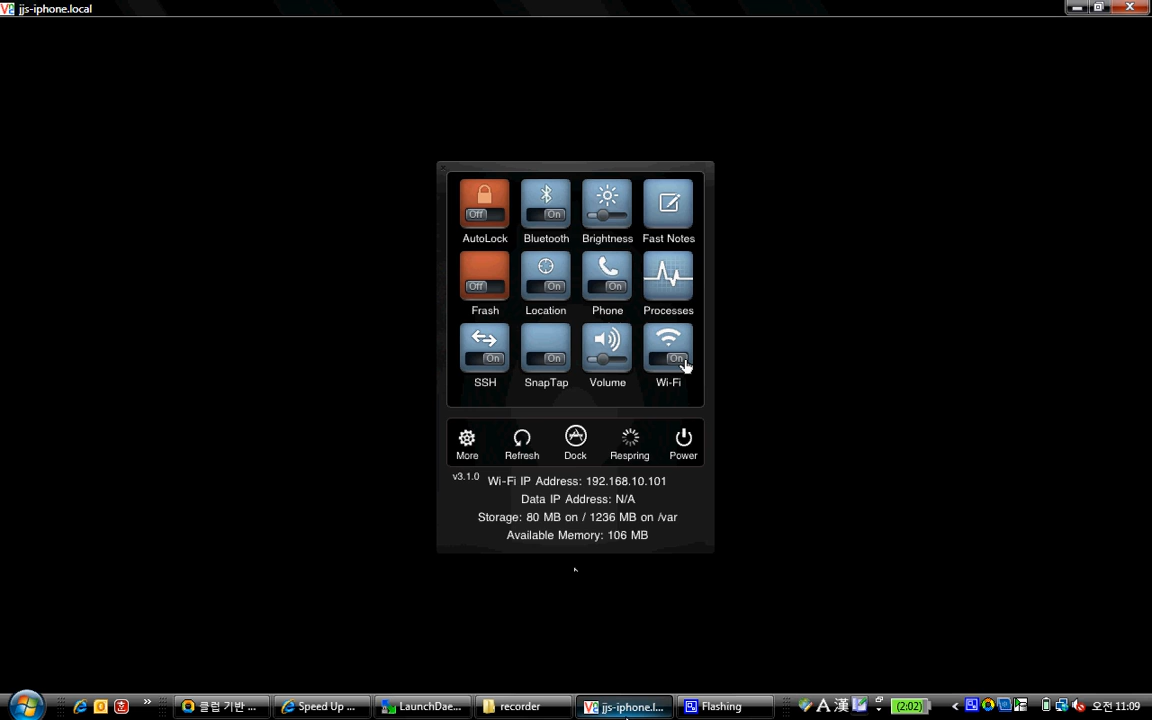 V2 jjs-iphone.local
Off On
AutoLock Bluetooth Brightness Fast Notes
Off On On
Frash Location Phone Processes
On On On
SSH SnapTap Volume Wi-Fi
More Refresh Dock Respring Power
v3.1.0 Wi-Fi IP Address: 192.168.10.101
Data IP Address: N/A
Storage: 80 MB on / 1236 MB on /var
Available Memory: 106 MB
클럽 기반 ... Speed Up ... LaunchDae... recorder V2 jjs-iphone.l... Flashing A 漢 (2:02) 오전 11:09